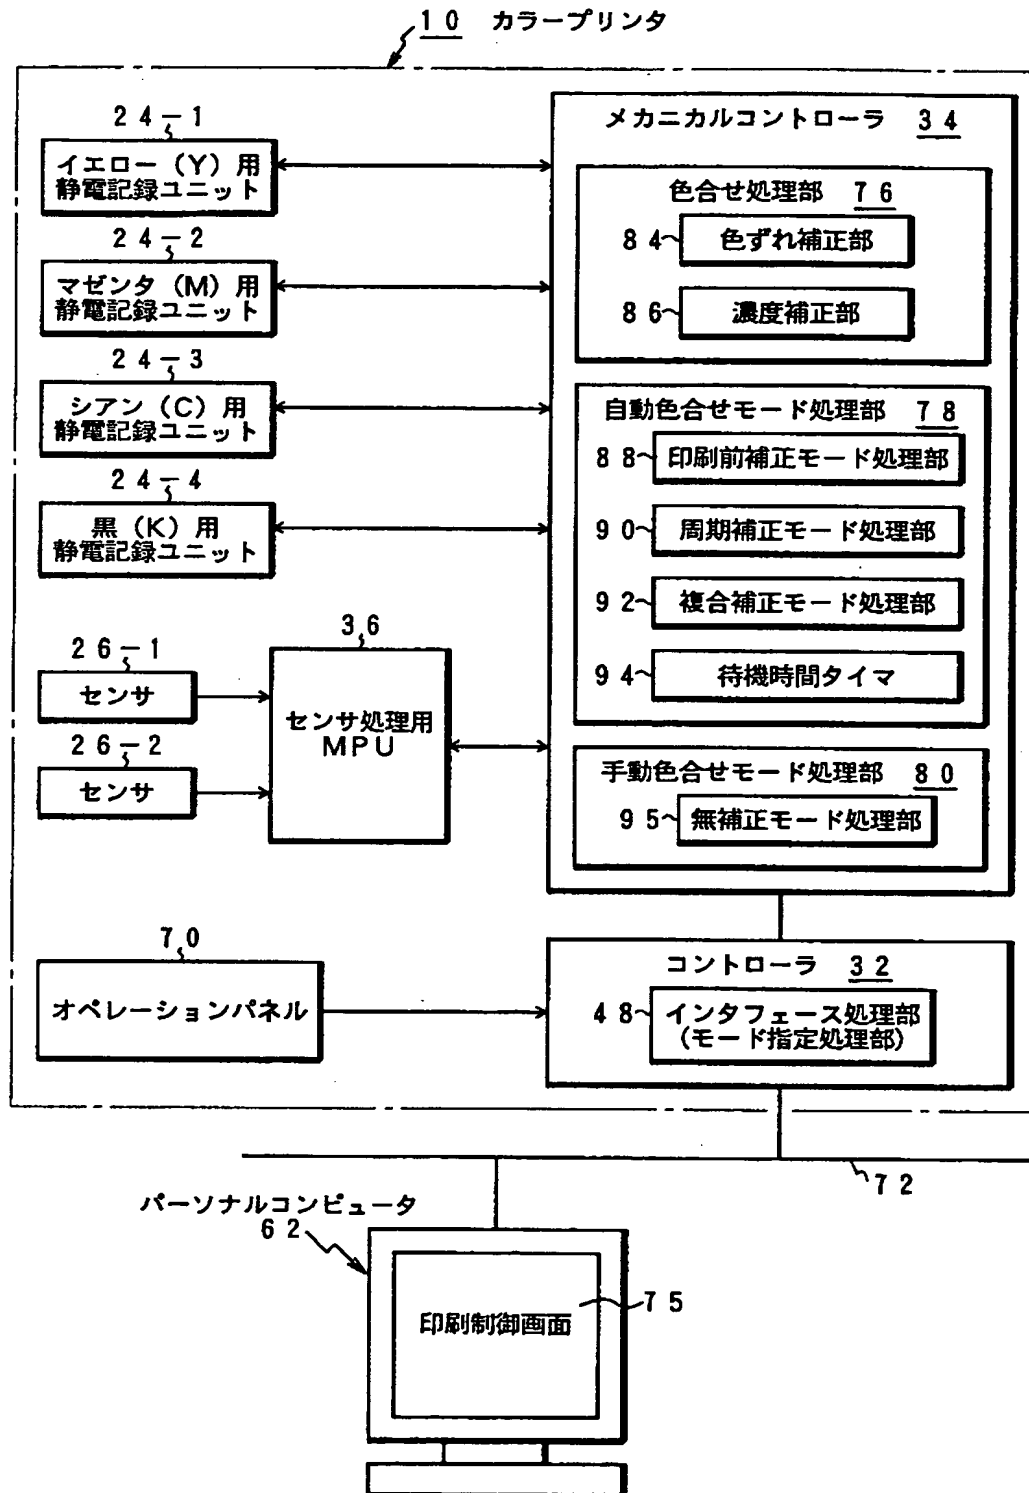 10 カラープリンタ
24-1
イエロー(Y)用
静電記録ユニット
24-2
マゼンタ(M)用
静電記録ユニット
24-3
シアン(C)用
静電記録ユニット
24-4
黒(K)用
静電記録ユニット
26-1
センサ
26-2
センサ
36
センサ処理用
MPU
メカニカルコントローラ 34
色合せ処理部 76
84 色ずれ補正部
86 濃度補正部
自動色合せモード処理部 78
88 印刷前補正モード処理部
90 周期補正モード処理部
92 複合補正モード処理部
94 待機時間タイマ
手動色合せモード処理部 80
95 無補正モード処理部
70
オペレーションパネル
コントローラ 32
48 インタフェース処理部
(モード指定処理部)
72
パーソナルコンピュータ
62
75
印刷制御画面